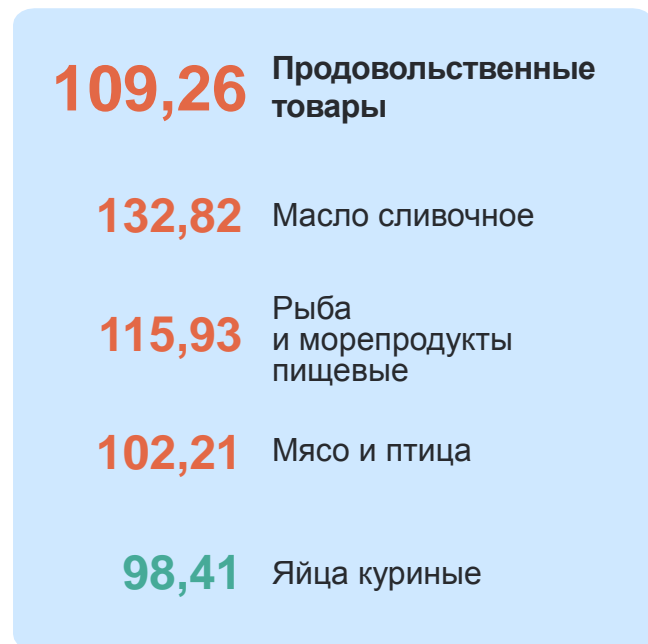 109,26 Продовольственные
товары
132,82 Масло сливочное
Рыба
115,93 и морепродукты
пищевые
102,21 Мясо и птица
98,41 Яйца куриные